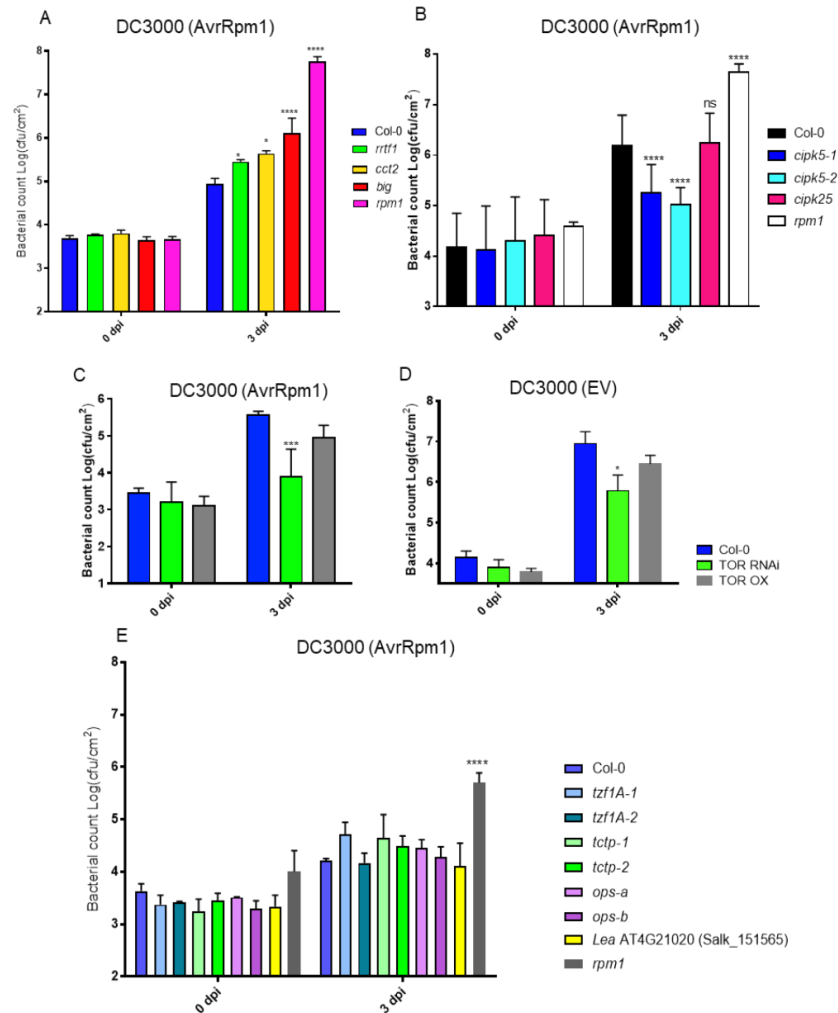 A
DC3000 (AvrRpm1)
Bacterial count Log(cfu/cm²)
8
7
6
5
4
3
2
* * **** ****
0 dpi
3 dpi
Col-0
rrtf1
cct2
big
rpm1
B
DC3000 (AvrRpm1)
Bacterial count Log(cfu/cm²)
8
7
6
5
4
3
**** **** ns ****
0 dpi
3 dpi
Col-0
cipk5-1
cipk5-2
cipk25
rpm1
C
DC3000 (AvrRpm1)
Bacterial count Log(cfu/cm²)
6
5
4
3
2
1
***
0 dpi
3 dpi
D
DC3000 (EV)
Bacterial count Log(cfu/cm²)
8
7
6
5
4
*
0 dpi
3 dpi
Col-0
TOR RNAi
TOR OX
E
DC3000 (AvrRpm1)
Bacterial count Log(cfu/cm²)
8
7
6
5
4
3
2
****
0 dpi
3 dpi
Col-0
tzf1A-1
tzf1A-2
tctp-1
tctp-2
ops-a
ops-b
Lea AT4G21020 (Salk_151565)
rpm1